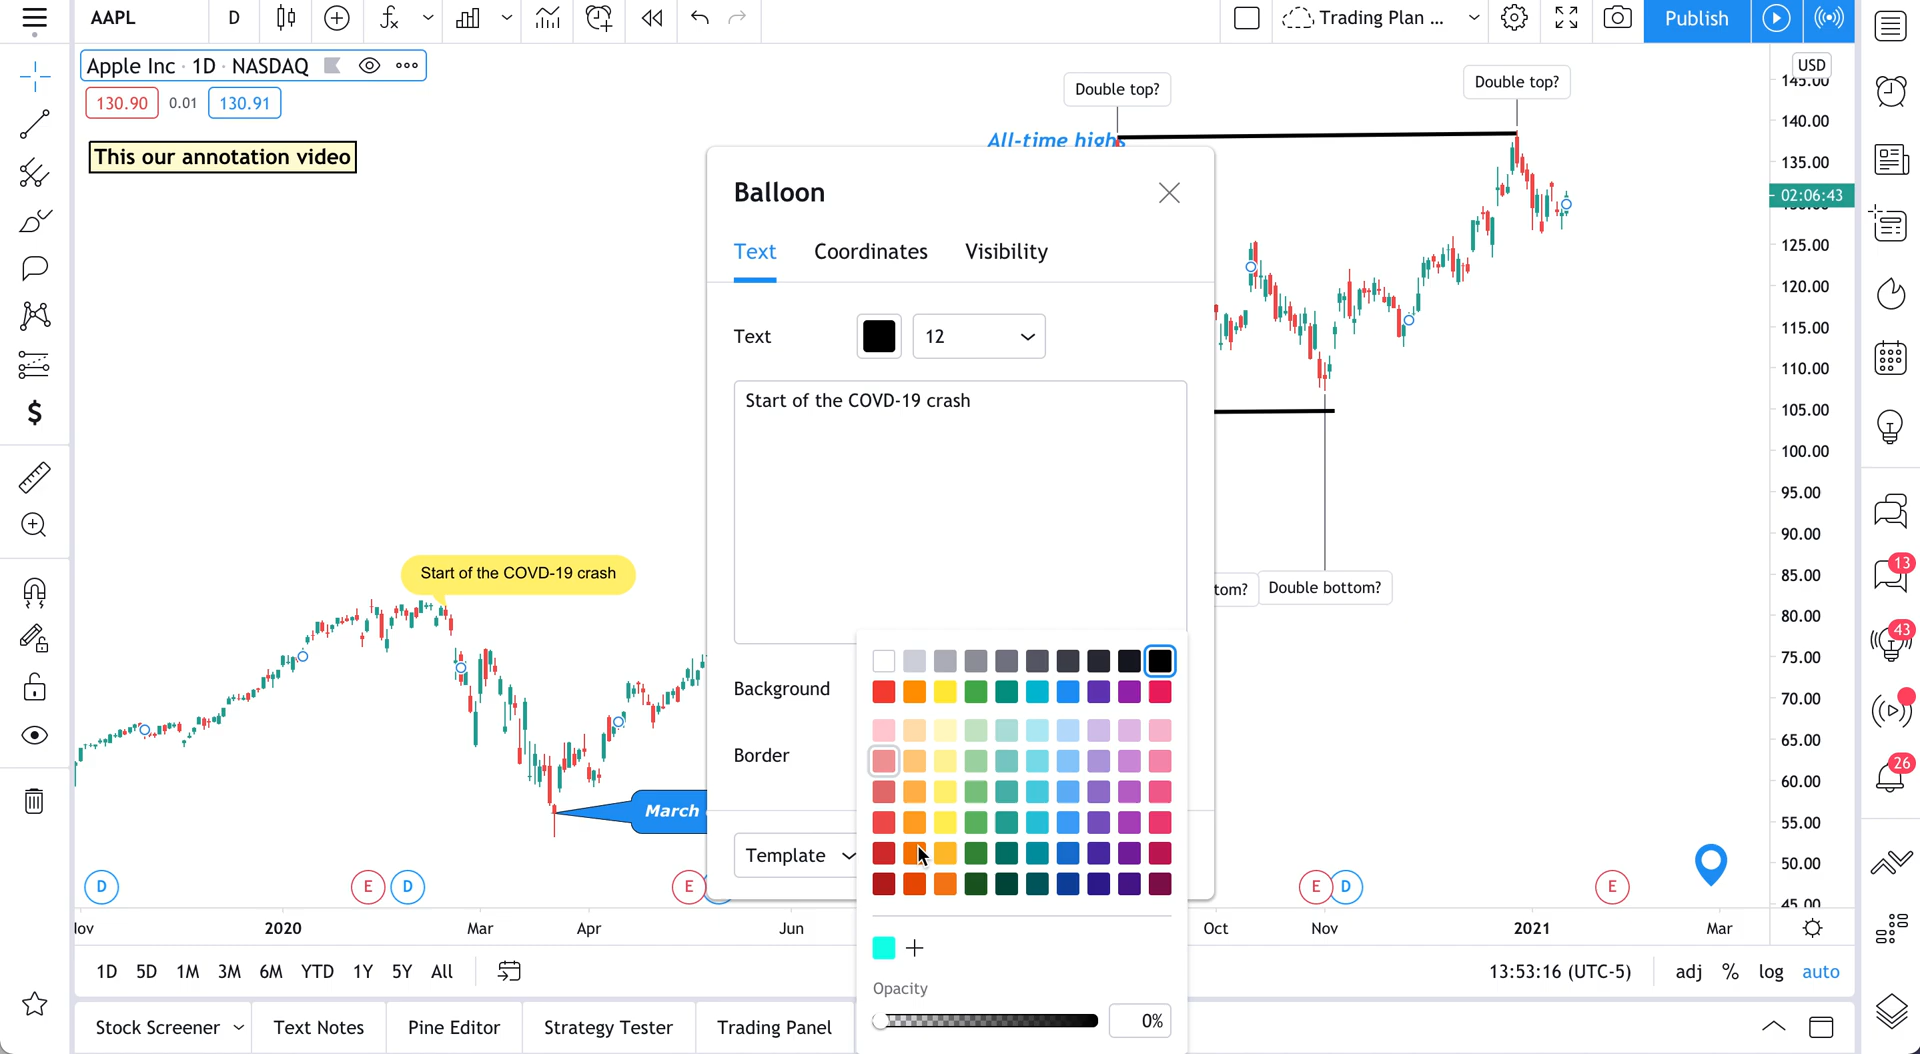 AAPL
D
Trading Plan ...
Publish
Apple Inc · 1D · NASDAQ
130.90
0.01
130.91
This our annotation video
Double top?
Double top?
All-time highs
USD
145.00
140.00
135.00
02:06:43
130.00
125.00
120.00
115.00
110.00
105.00
100.00
95.00
90.00
85.00
80.00
75.00
70.00
65.00
60.00
55.00
50.00
45.00
Balloon
Text
Coordinates
Visibility
Text
12
Start of the COVD-19 crash
Start of the COVD-19 crash
tom?
Double bottom?
Background
Border
March
Template
D
E
D
E
E
D
E
Nov
2020
Mar
Apr
Jun
Oct
Nov
2021
Mar
1D
5D
1M
3M
6M
YTD
1Y
5Y
All
13:53:16 (UTC-5)
adj
%
log
auto
Opacity
0%
Stock Screener
Text Notes
Pine Editor
Strategy Tester
Trading Panel
13
43
26